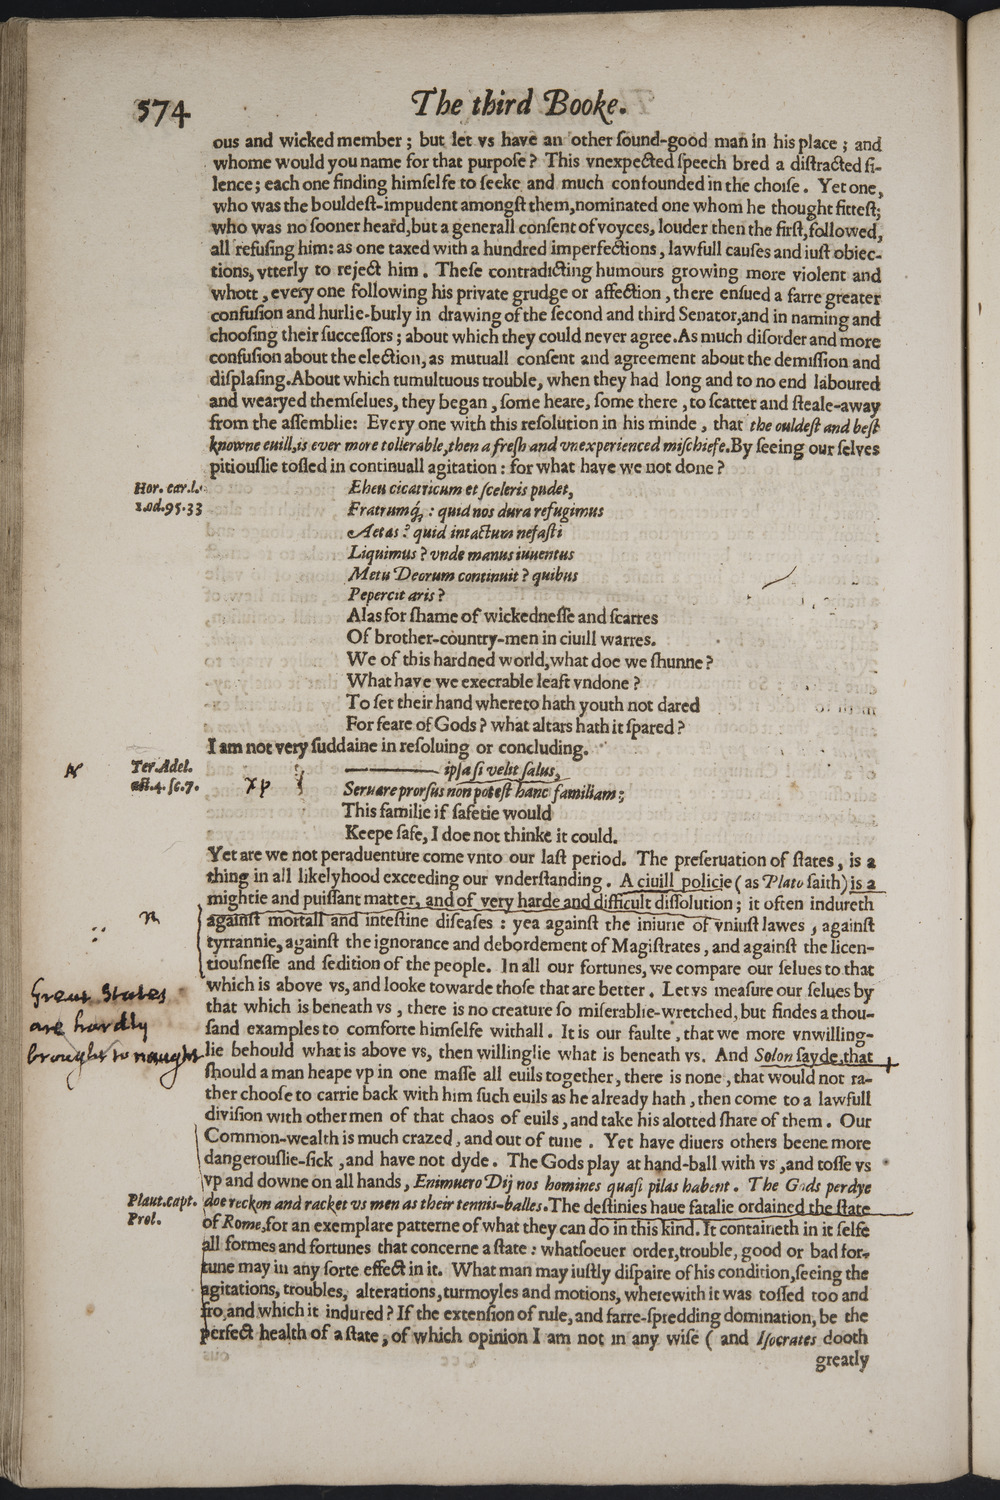 574
The third Booke.
ous and wicked member; but let vs have an other ſound-good man in his place; and
whome would you name for that purpoſe? This vnexpected ſpeech bred a diſtracted ſi-
lence; each one finding himſelfe to ſeeke and much confounded in the choiſe. Yet one,
who was the bouldeſt-impudent amongſt them, nominated one whom he thought fitteſt;
who was no ſooner heard, but a generall conſent of voyces, louder then the firſt, followed,
all refuſing him: as one taxed with a hundred imperfections, lawfull cauſes and iuſt obiec-
tions, vtterly to reject him. Theſe contradicting humours growing more violent and
whott, every one following his private grudge or affection, there enſued a farre greater
confuſion and hurlie-burly in drawing of the ſecond and third Senator, and in naming and
chooſing their ſucceſſors; about which they could never agree. As much diſorder and more
confuſion about the election, as mutuall conſent and agreement about the demiſſion and
diſplaſing. About which tumultuous trouble, when they had long and to no end laboured
and wearyed themſelues, they began, ſome heare, ſome there, to ſcatter and ſteale-away
from the aſſemblie: Every one with this reſolution in his minde, that the ouldeſt and beſt
knowne euill, is ever more tollerable, then a freſh and vnexperienced miſchiefe. By ſeeing our ſelves
pitiouſlie toſſed in continuall agitation: for what have we not done?
Hor. car. l.
1. od. 95. 33
Eheu cicatricum et ſceleris pudet,
Fratrumq́;: quid nos dura refugimus
Aetas? quid intactum nefaſti
Liquimus? vnde manus iuuentus
Metu Deorum continuit? quibus
Pepercit aris?
Alas for ſhame of wickedneſſe and ſcarres
Of brother-country-men in ciuill warres.
We of this hardned world, what doe we ſhunne?
What have we execrable leaſt vndone?
To ſet their hand whereto hath youth not dared
For feare of Gods? what altars hath it ſpared?
I am not very ſuddaine in reſoluing or concluding.
Ter. Adel.
act. 4. ſc. 7.
——— ipſa ſi velit ſalus,
Seruare prorſus non poteſt hanc familiam;
This familie if ſafetie would
Keepe ſafe, I doe not thinke it could.
Yet are we not peraduenture come vnto our laſt period. The preſeruation of ſtates, is a
thing in all likelyhood exceeding our vnderſtanding. A ciuill policie (as Plato ſaith) is a
mightie and puiſſant matter, and of very harde and difficult diſſolution; it often indureth
againſt mortall and inteſtine diſeaſes: yea againſt the iniurie of vniuſt lawes, againſt
tyrrannie, againſt the ignorance and debordement of Magiſtrates, and againſt the licen-
tiouſneſſe and ſedition of the people. In all our fortunes, we compare our ſelues to that
which is above vs, and looke towarde thoſe that are better. Let vs meaſure our ſelues by
that which is beneath vs, there is no creature ſo miſerablie-wretched, but findes a thou-
ſand examples to comforte himſelfe withall. It is our faulte, that we more vnwilling-
lie behould what is above vs, then willinglie what is beneath vs. And Solon ſayde, that
Great States
are hardly
brought to naught
ſhould a man heape vp in one maſſe all euils together, there is none, that would not ra-
ther chooſe to carrie back with him ſuch euils as he already hath, then come to a lawfull
diviſion with other men of that chaos of euils, and take his alotted ſhare of them. Our
Common-wealth is much crazed, and out of tune. Yet have diuers others beene more
dangerouſlie-ſick, and have not dyde. The Gods play at hand-ball with vs, and toſſe vs
vp and downe on all hands, Enimuero Dij nos homines quaſi pilas habent. The Gods perdye
Plaut. capt.
Prol.
doe reckon and racket vs men as their tennis-balles. The deſtinies haue fatalie ordained the ſtate
of Rome, for an exemplare patterne of what they can do in this kind. It containeth in it ſelfe
all formes and fortunes that concerne a ſtate: whatſoeuer order, trouble, good or bad for-
tune may in any ſorte effect in it. What man may iuſtly diſpaire of his condition, ſeeing the
agitations, troubles, alterations, turmoyles and motions, wherewith it was toſſed too and
fro, and which it indured? If the extenſion of rule, and farre-ſpredding domination, be the
perfect health of a ſtate, of which opinion I am not in any wiſe (and Iſocrates dooth
greatly